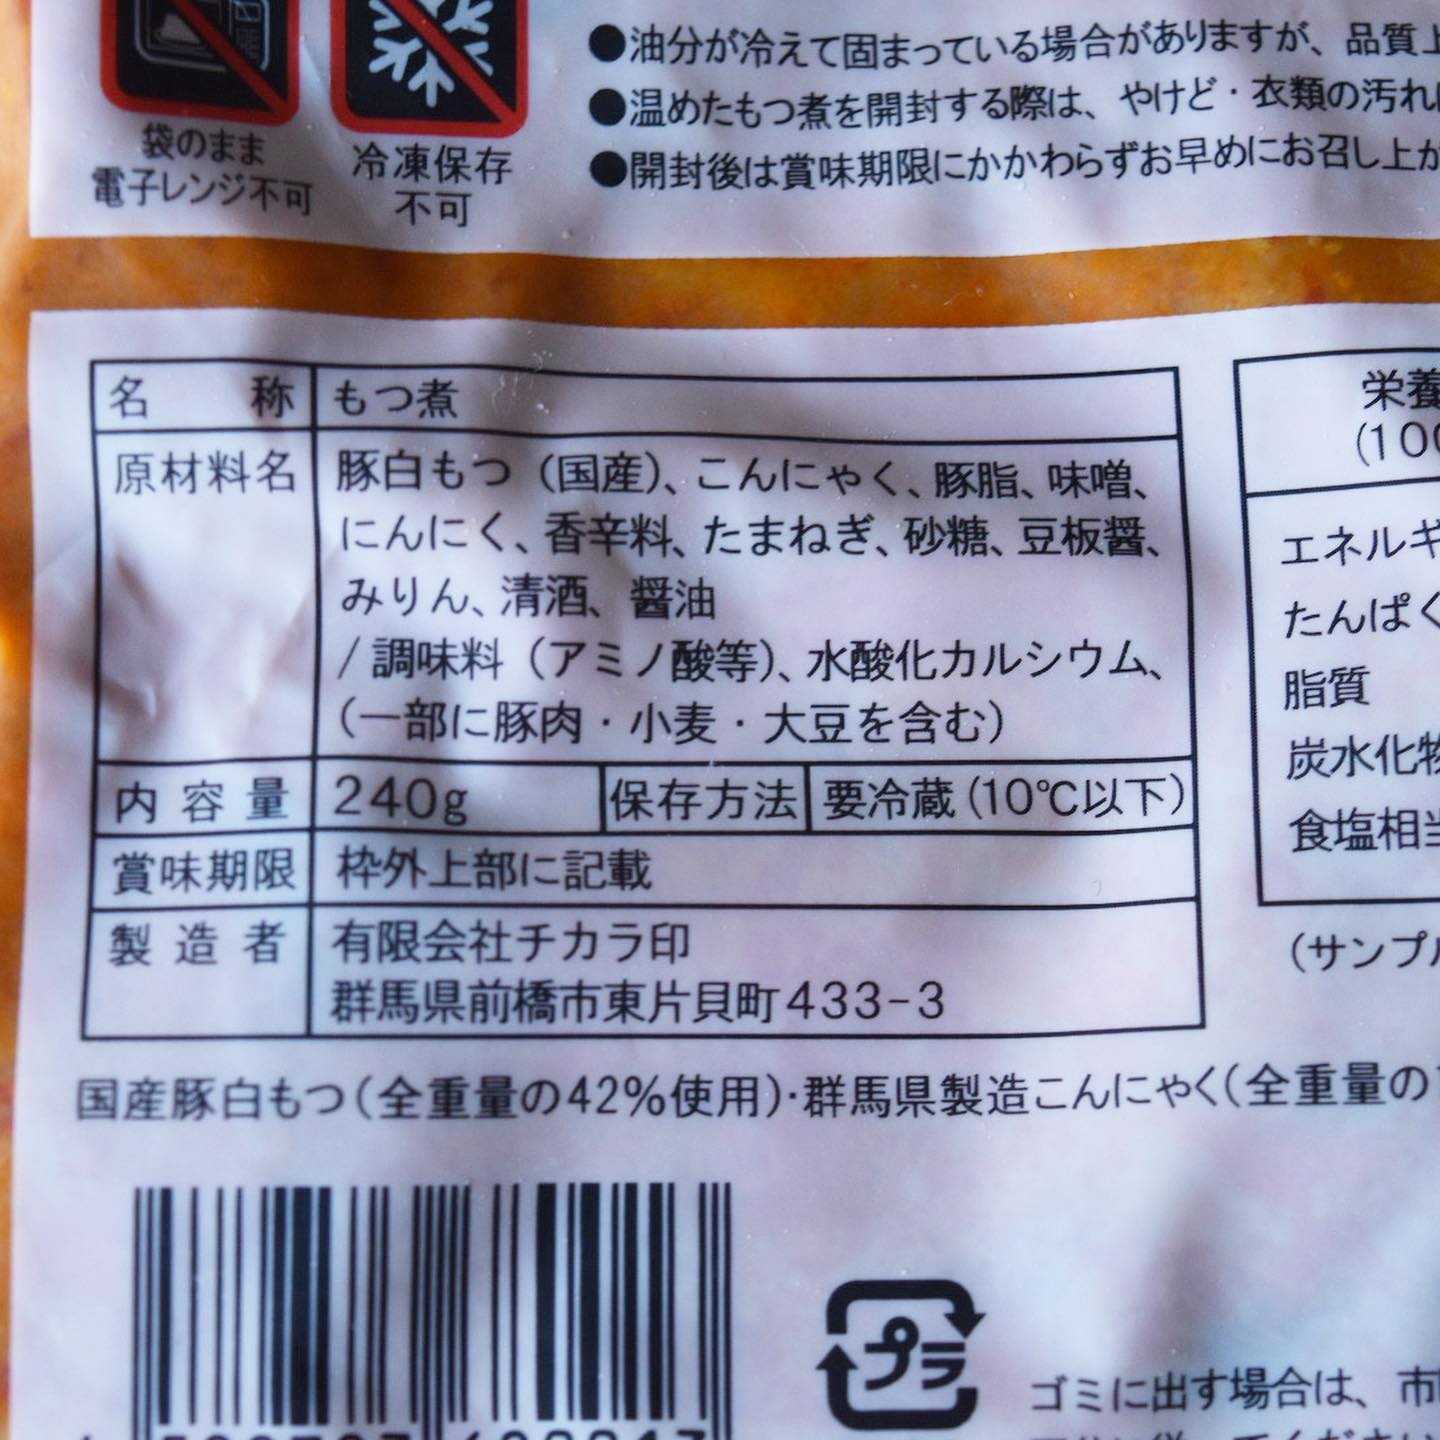 ●油分が冷えて固まっている場合がありますが、品質上
●温めたもつ煮を開封する際は、やけど・衣類の汚れ
●開封後は賞味期限にかかわらずお早めにお召し上が
袋のまま
電子レンジ不可
冷凍保存
不可
名 称 もつ煮
原材料名 豚白もつ（国産）、こんにゃく、豚脂、味噌、
にんにく、香辛料、たまねぎ、砂糖、豆板醤、
みりん、清酒、醤油
/調味料（アミノ酸等）、水酸化カルシウム、
（一部に豚肉・小麦・大豆を含む）
内容量 240g 保存方法 要冷蔵(10℃以下)
賞味期限 枠外上部に記載
製造者 有限会社チカラ印
群馬県前橋市東片貝町433-3
栄養
(100
エネルギ
たんぱく
脂質
炭水化物
食塩相当
(サンプル
国産豚白もつ(全重量の42%使用)・群馬県製造こんにゃく(全重量の
プラ
ゴミに出す場合は、市